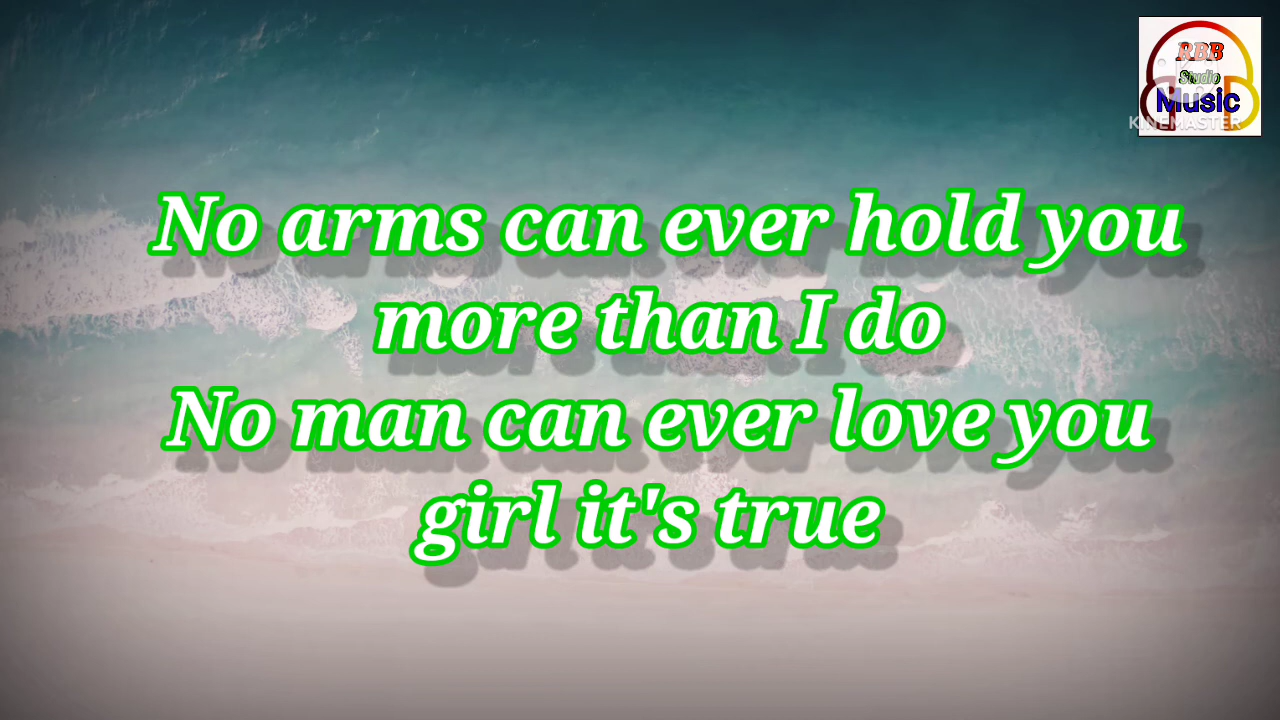 RBB
Studio
Music
KINEMASTER
No arms can ever hold you
more than I do
No man can ever love you
girl it's true